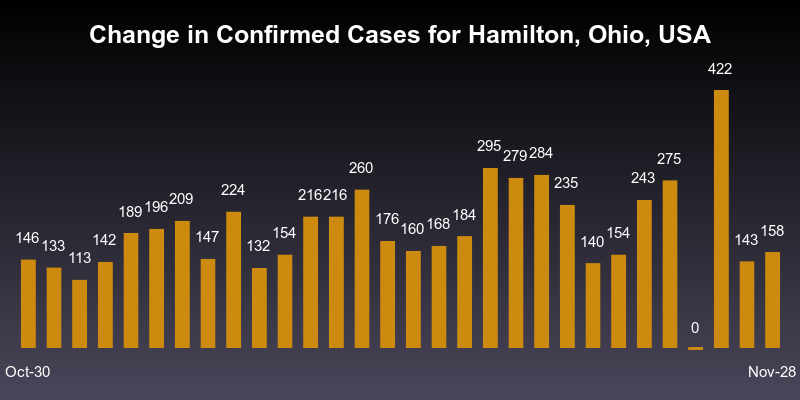 Change in Confirmed Cases for Hamilton, Ohio, USA
146 133 113 142 189 196 209 147 224 132 154 216 216 260 176 160 168 184 295 279 284 235 140 154 243 275 0 422 143 158
Oct-30 Nov-28